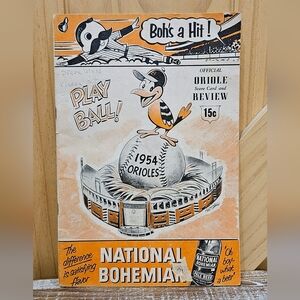 Boh's a Hit!
OFFICIAL
ORIOLE
Score Card and
REVIEW
15c
PLAY
BALL!
1954
ORIOLES
The
difference
is satisfying
flavor
NATIONAL
BOHEMIAN
"Oh
boy-
what
a beer"